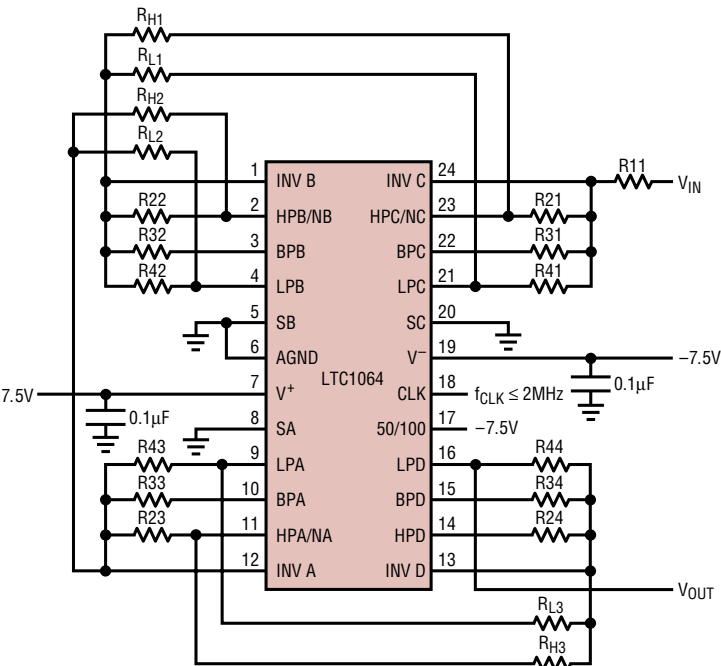 RH1
RL1
RH2
RL2
1 INV B INV C 24 R11 VIN
R22 2 HPB/NB HPC/NC 23 R21
R32 3 BPB BPC 22 R31
R42 4 LPB LPC 21 R41
5 SB SC 20
6 AGND V– 19 –7.5V
7.5V 7 V+ LTC1064 CLK 18 fCLK ≤ 2MHz 0.1µF
0.1µF 8 SA 50/100 17 –7.5V
R43 9 LPA LPD 16 R44
R33 10 BPA BPD 15 R34
R23 11 HPA/NA HPD 14 R24
12 INV A INV D 13
VOUT
RL3
RH3